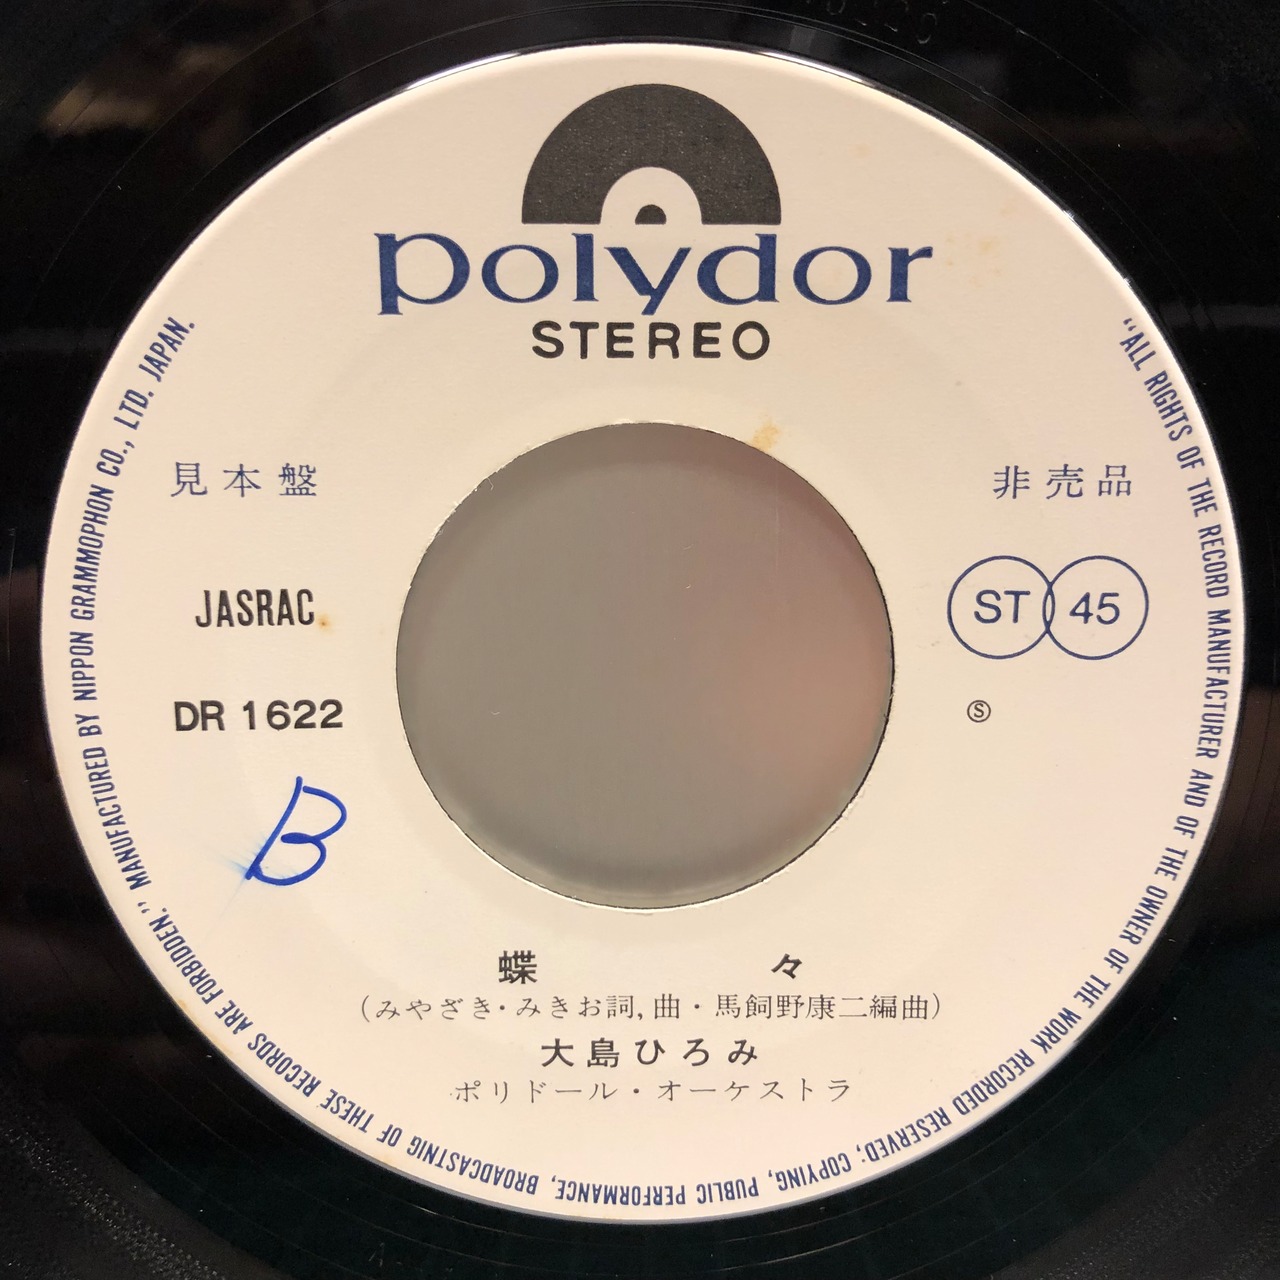 polydor
STEREO
見本盤
非売品
JASRAC
ST 45
DR 1622
Ⓢ
B
蝶々
(みやざき・みきお詞,曲・馬飼野康二編曲)
大島ひろみ
ポリドール・オーケストラ
"ALL RIGHTS OF THE RECORD MANUFACTURER AND OF THE OWNER OF THE WORK RECORDED RESERVED; COPYING, PUBLIC PERFORMANCE, BROADCASTNIG OF THESE RECORDS ARE FORBIDDEN." MANUFACTURED BY NIPPON GRAMMOPHON CO., LTD. JAPAN.